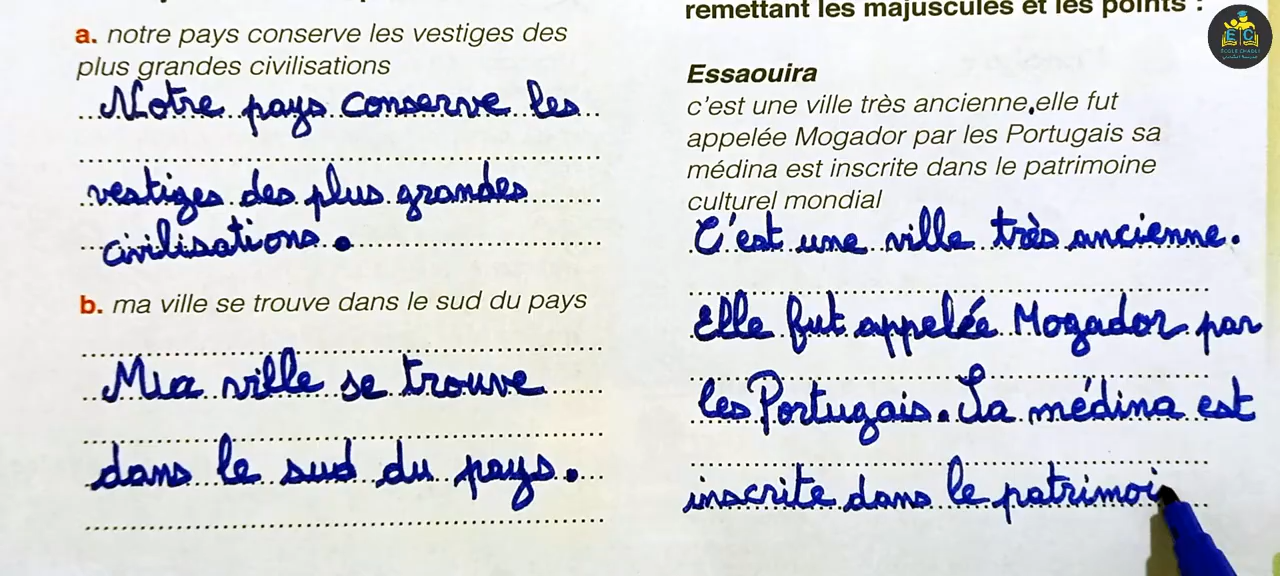 a. notre pays conserve les vestiges des
plus grandes civilisations
Notre pays conserve les
vestiges des plus grandes
civilisations.
b. ma ville se trouve dans le sud du pays
Ma ville se trouve
dans le sud du pays.
remettant les majuscules et les points :
Essaouira
c'est une ville très ancienne.elle fut
appelée Mogador par les Portugais sa
médina est inscrite dans le patrimoine
culturel mondial
C'est une ville très ancienne.
Elle fut appelée Mogador par
les Portugais. Sa médina est
inscrite dans le patrimoi
EC